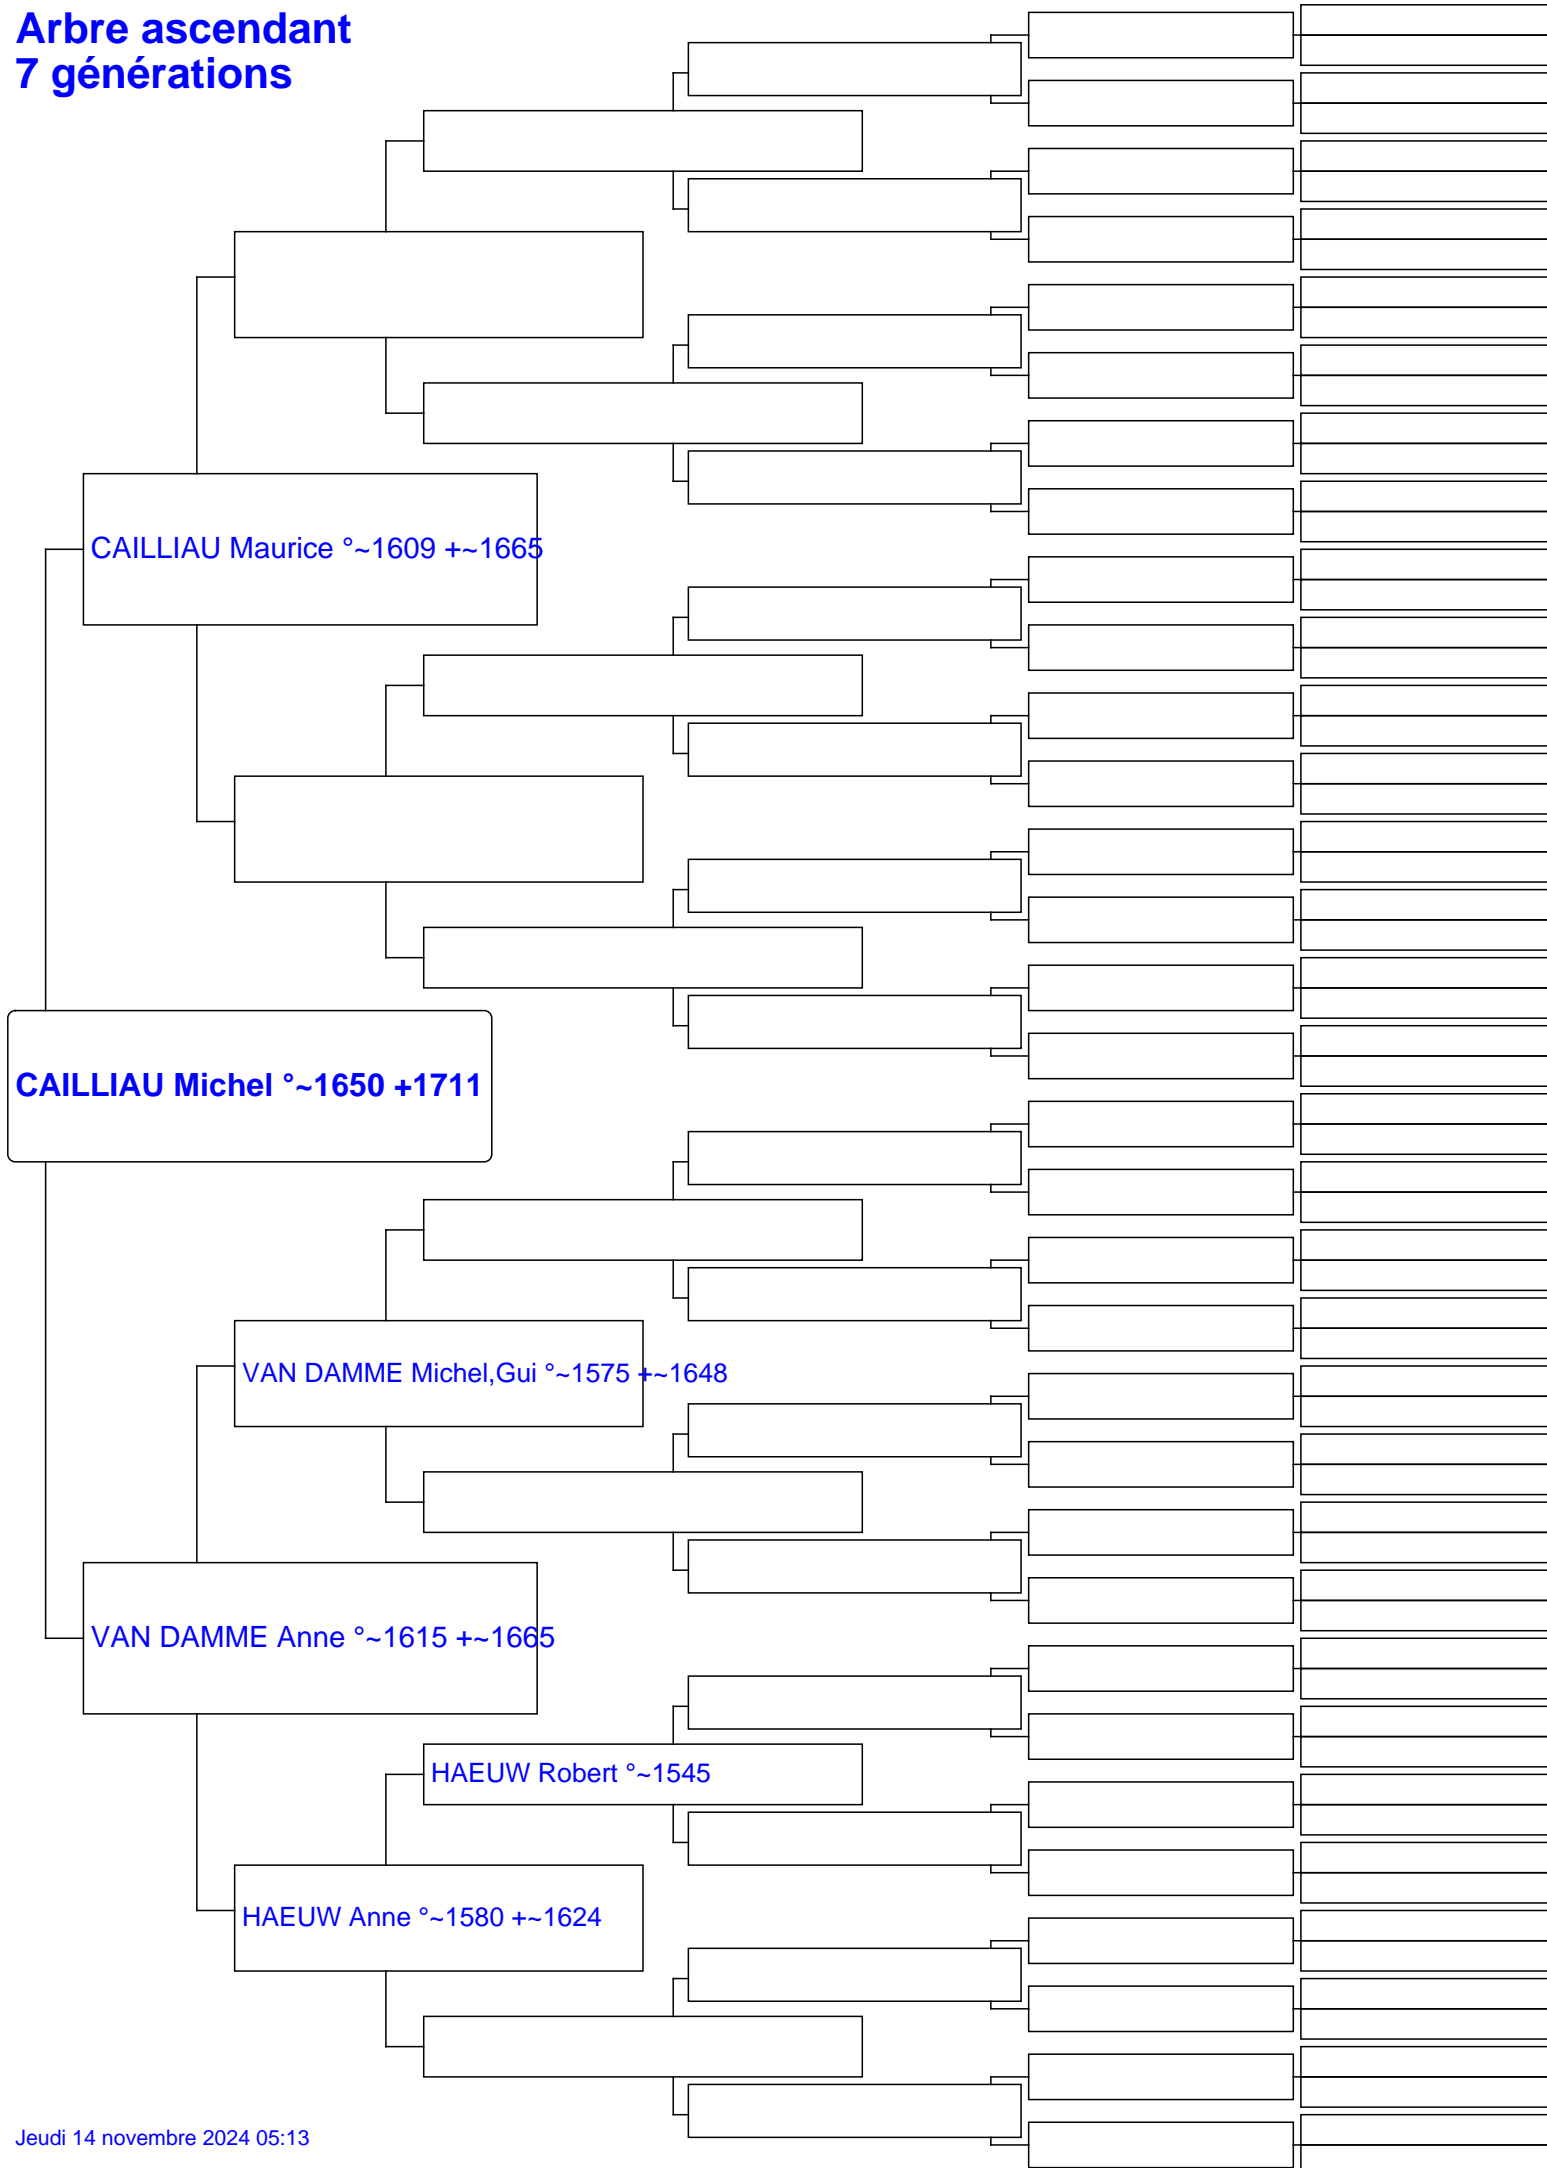 Arbre ascendant
7 générations
CAILLIAU Maurice °~1609 +~1665
CAILLIAU Michel °~1650 +1711
VAN DAMME Michel,Gui °~1575 +~1648
VAN DAMME Anne °~1615 +~1665
HAEUW Robert °~1545
HAEUW Anne °~1580 +~1624
Jeudi 14 novembre 2024 05:13